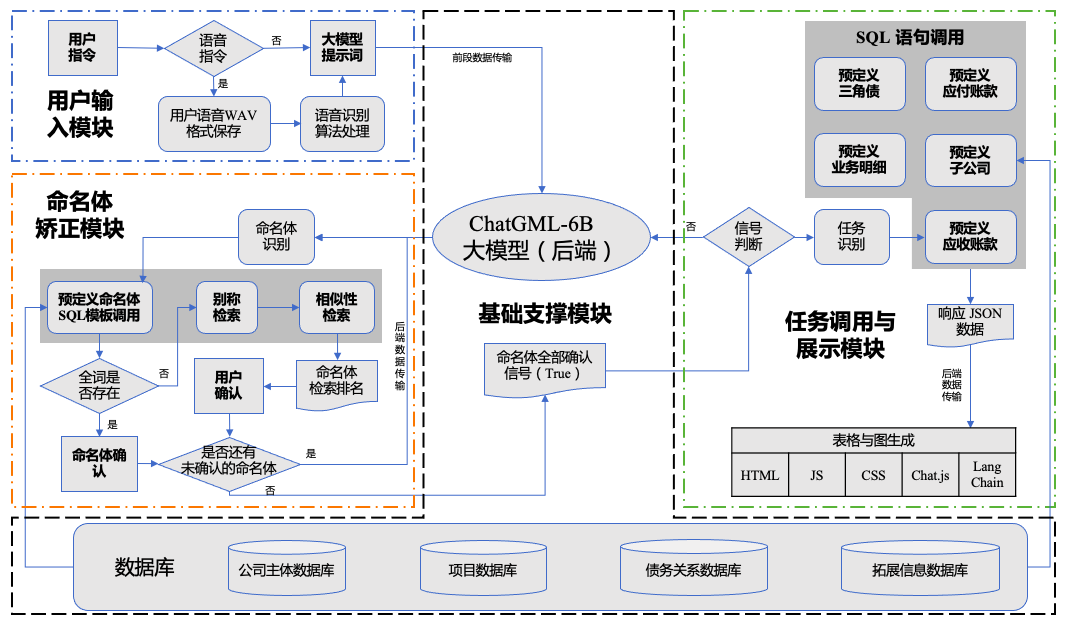 用户
指令
语音
指令
否
是
大模型
提示词
用户语音WAV
格式保存
语音识别
算法处理
用户输
入模块
前段数据传输
命名体
矫正模块
命名体
识别
预定义命名体
SQL模板调用
别称
检索
相似性
检索
全词是
否存在
否
是
用户
确认
命名体
检索排名
命名体确
认
是否还有
未确认的命名体
是
否
后端数据传输
ChatGML-6B
大模型（后端）
基础支撑模块
命名体全部确认
信号（True）
SQL 语句调用
预定义
三角债
预定义
应付账款
预定义
业务明细
预定义
子公司
预定义
应收账款
否
信号
判断
任务
识别
任务调用与
展示模块
响应 JSON
数据
后端
数据
传输
表格与图生成
HTML
JS
CSS
Chat.js
Lang
Chain
数据库
公司主体数据库
项目数据库
债务关系数据库
拓展信息数据库